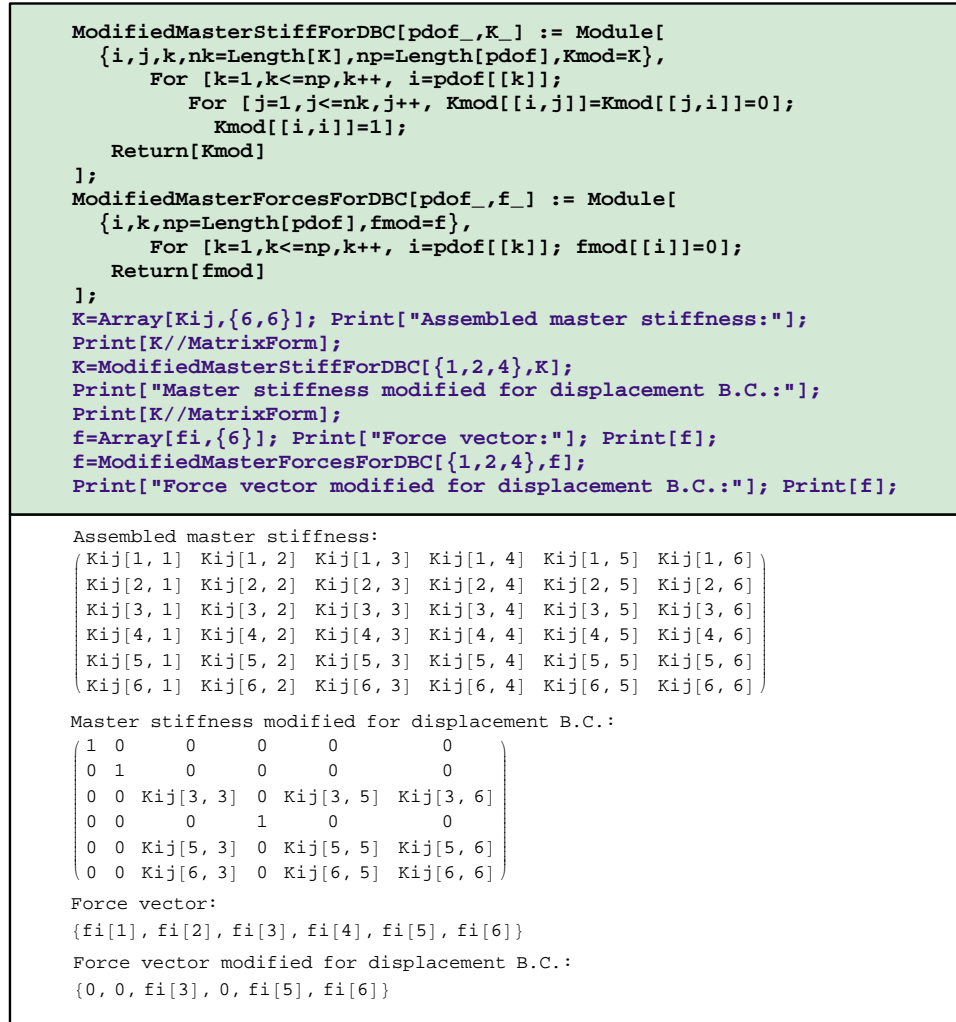 ModifiedMasterStiffForDBC[pdof_,K_] := Module[
{i,j,k,nk=Length[K],np=Length[pdof],Kmod=K},
For [k=1,k<=np,k++, i=pdof[[k]];
For [j=1,j<=nk,j++, Kmod[[i,j]]=Kmod[[j,i]]=0];
Kmod[[i,i]]=1];
Return[Kmod]
];
ModifiedMasterForcesForDBC[pdof_,f_] := Module[
{i,k,np=Length[pdof],fmod=f},
For [k=1,k<=np,k++, i=pdof[[k]]; fmod[[i]]=0];
Return[fmod]
];
K=Array[Kij,{6,6}]; Print["Assembled master stiffness:"];
Print[K//MatrixForm];
K=ModifiedMasterStiffForDBC[{1,2,4},K];
Print["Master stiffness modified for displacement B.C.:"];
Print[K//MatrixForm];
f=Array[fi,{6}]; Print["Force vector:"]; Print[f];
f=ModifiedMasterForcesForDBC[{1,2,4},f];
Print["Force vector modified for displacement B.C.:"]; Print[f];
Assembled master stiffness:
Kij[1, 1] Kij[1, 2] Kij[1, 3] Kij[1, 4] Kij[1, 5] Kij[1, 6]
Kij[2, 1] Kij[2, 2] Kij[2, 3] Kij[2, 4] Kij[2, 5] Kij[2, 6]
Kij[3, 1] Kij[3, 2] Kij[3, 3] Kij[3, 4] Kij[3, 5] Kij[3, 6]
Kij[4, 1] Kij[4, 2] Kij[4, 3] Kij[4, 4] Kij[4, 5] Kij[4, 6]
Kij[5, 1] Kij[5, 2] Kij[5, 3] Kij[5, 4] Kij[5, 5] Kij[5, 6]
Kij[6, 1] Kij[6, 2] Kij[6, 3] Kij[6, 4] Kij[6, 5] Kij[6, 6]
Master stiffness modified for displacement B.C.:
1 0 0 0 0 0
0 1 0 0 0 0
0 0 Kij[3, 3] 0 Kij[3, 5] Kij[3, 6]
0 0 0 1 0 0
0 0 Kij[5, 3] 0 Kij[5, 5] Kij[5, 6]
0 0 Kij[6, 3] 0 Kij[6, 5] Kij[6, 6]
Force vector:
{fi[1], fi[2], fi[3], fi[4], fi[5], fi[6]}
Force vector modified for displacement B.C.:
{0, 0, fi[3], 0, fi[5], fi[6]}